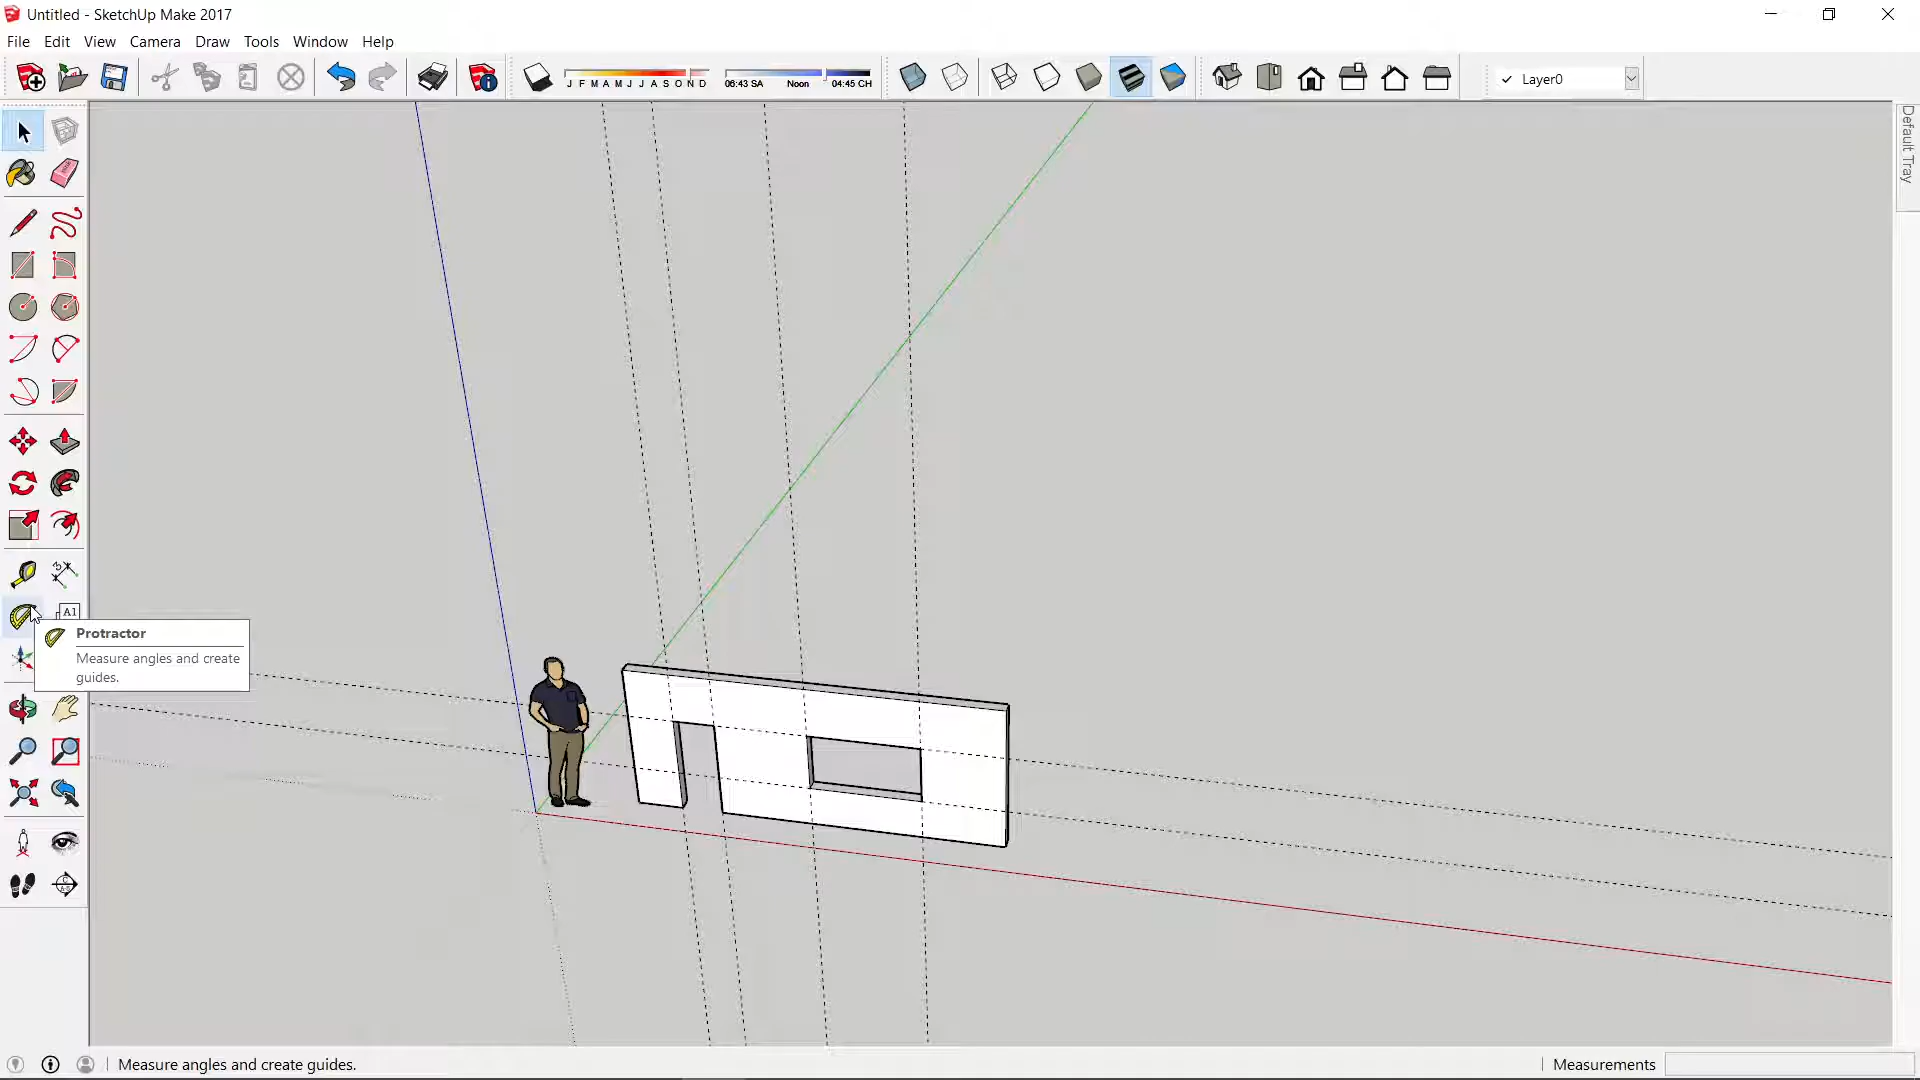 Untitled - SketchUp Make 2017
File Edit View Camera Draw Tools Window Help
J F M A M J J A S O N D 06:43 SA Noon 04:45 CH
Layer0
Default Tray
A1
Protractor
Measure angles and create
guides.
Measure angles and create guides.
Measurements